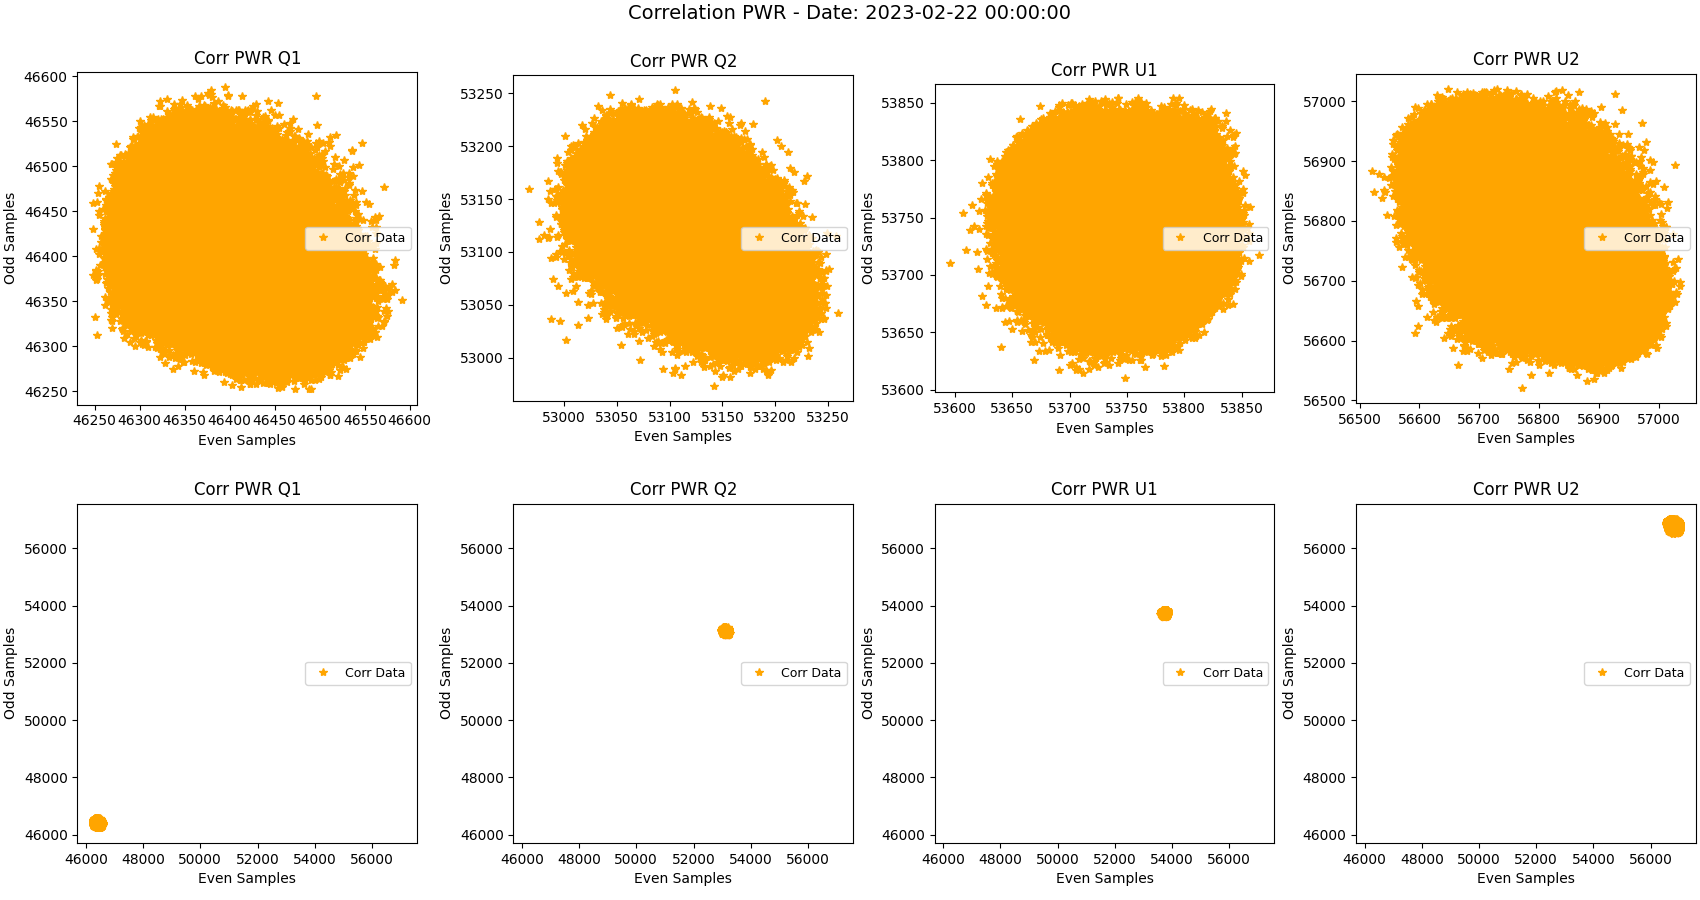 Correlation PWR - Date: 2023-02-22 00:00:00
Corr PWR Q1
Odd Samples
46600
46550
46500
46450
46400
46350
46300
46250
Corr Data
46250 46300 46350 46400 46450 46500 46550 46600
Even Samples
Corr PWR Q2
Odd Samples
53250
53200
53150
53100
53050
53000
Corr Data
53000 53050 53100 53150 53200 53250
Even Samples
Corr PWR U1
Odd Samples
53850
53800
53750
53700
53650
53600
Corr Data
53600 53650 53700 53750 53800 53850
Even Samples
Corr PWR U2
Odd Samples
57000
56900
56800
56700
56600
56500
Corr Data
56500 56600 56700 56800 56900 57000
Even Samples
Corr PWR Q1
Odd Samples
56000
54000
52000
50000
48000
46000
Corr Data
46000 48000 50000 52000 54000 56000
Even Samples
Corr PWR Q2
Odd Samples
56000
54000
52000
50000
48000
46000
Corr Data
46000 48000 50000 52000 54000 56000
Even Samples
Corr PWR U1
Odd Samples
56000
54000
52000
50000
48000
46000
Corr Data
46000 48000 50000 52000 54000 56000
Even Samples
Corr PWR U2
Odd Samples
56000
54000
52000
50000
48000
46000
Corr Data
46000 48000 50000 52000 54000 56000
Even Samples